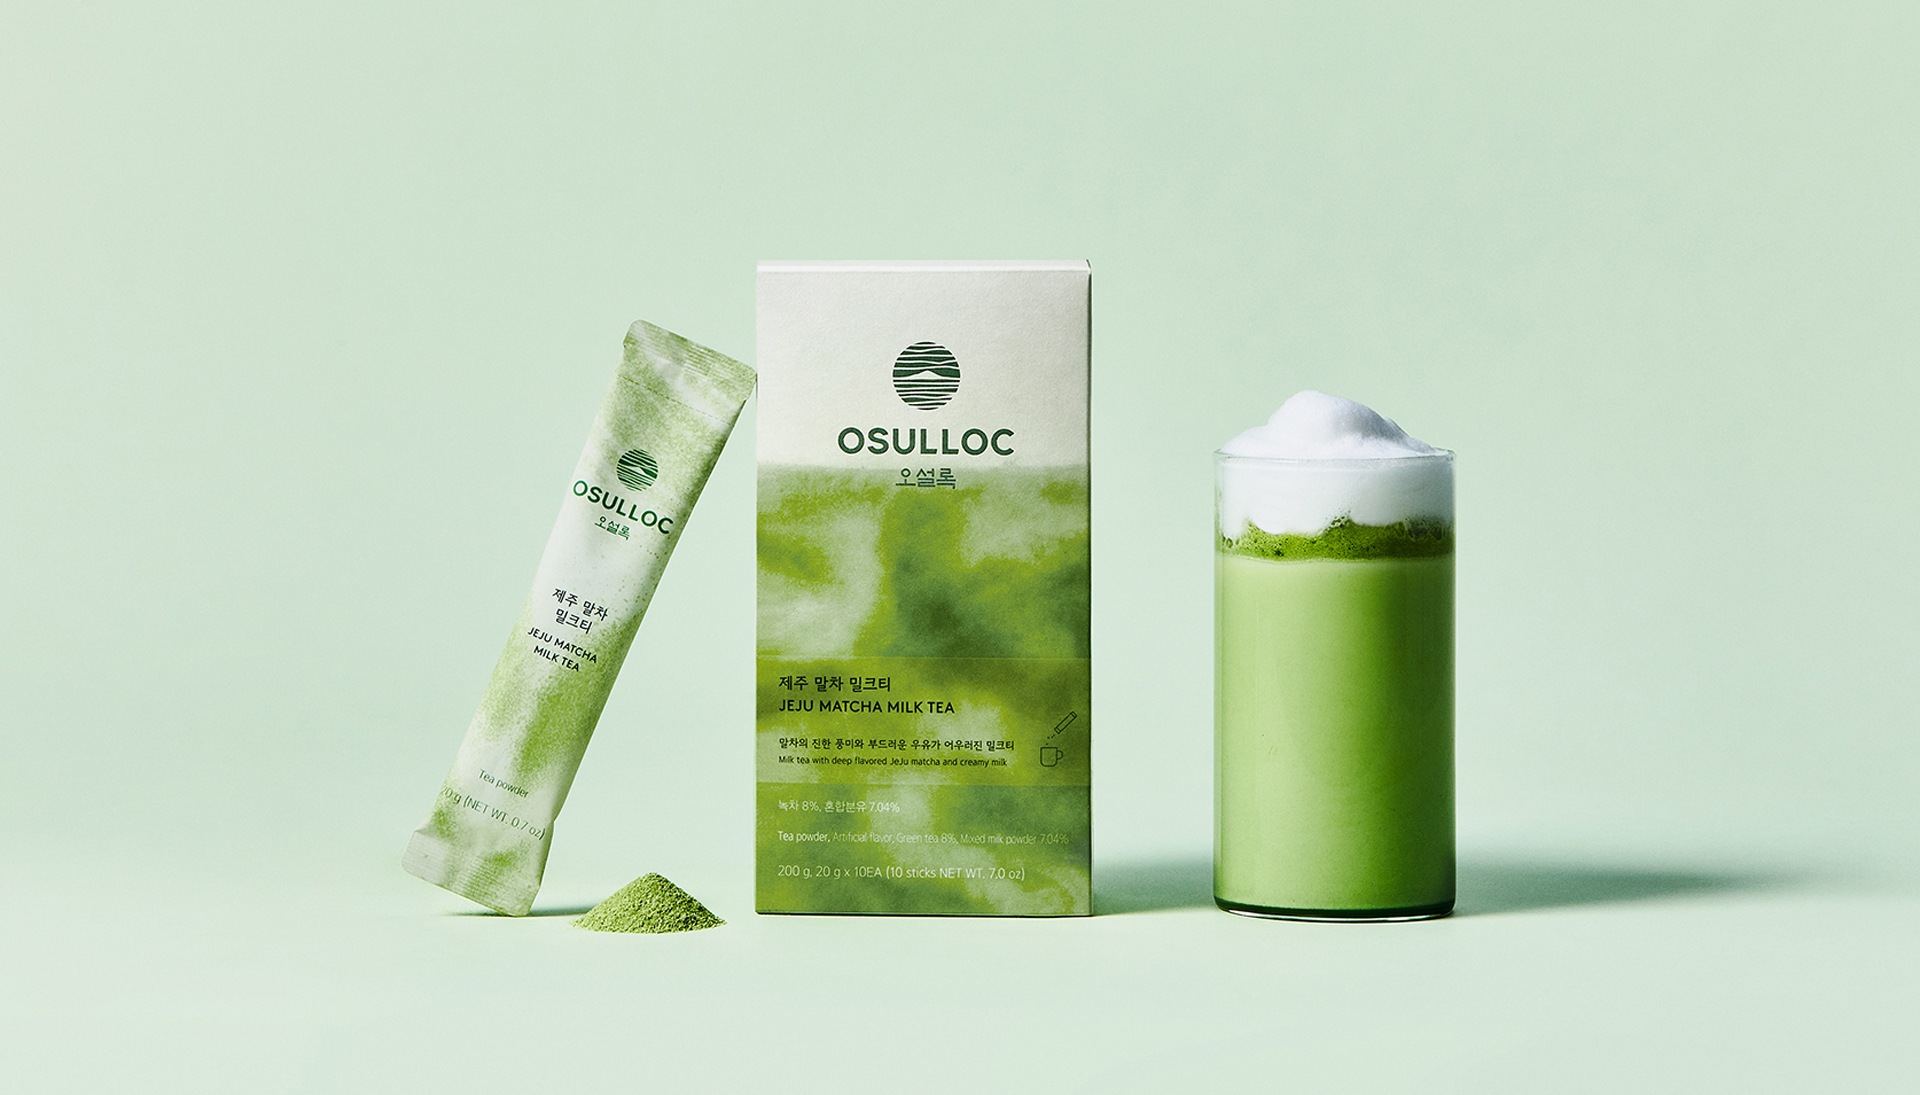 OSULLOC
오설록
제주 말차
밀크티
JEJU MATCHA
MILK TEA
Tea powder
20 g (NET WT. 0.7 oz)
OSULLOC
오설록
제주 말차 밀크티
JEJU MATCHA MILK TEA
말차의 진한 풍미와 부드러운 우유가 어우러진 밀크티
Milk tea with deep flavored JeJu matcha and creamy milk
녹차 8%, 혼합분유 7.04%
Tea powder, Artificial flavor, Green tea 8%, Mixed milk powder 7.04%
200 g, 20 g x 10EA (10 sticks NET WT. 7.0 oz)